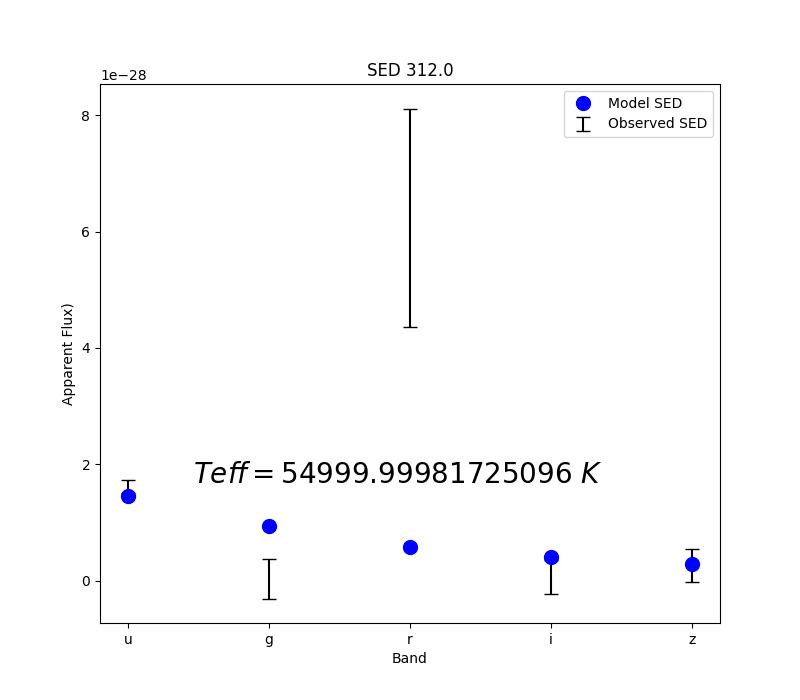 SED 312.0
1e−28
Model SED
Observed SED
8
6
4
2
0
Apparent Flux)
Teff = 54999.99981725096 K
u g r i z
Band